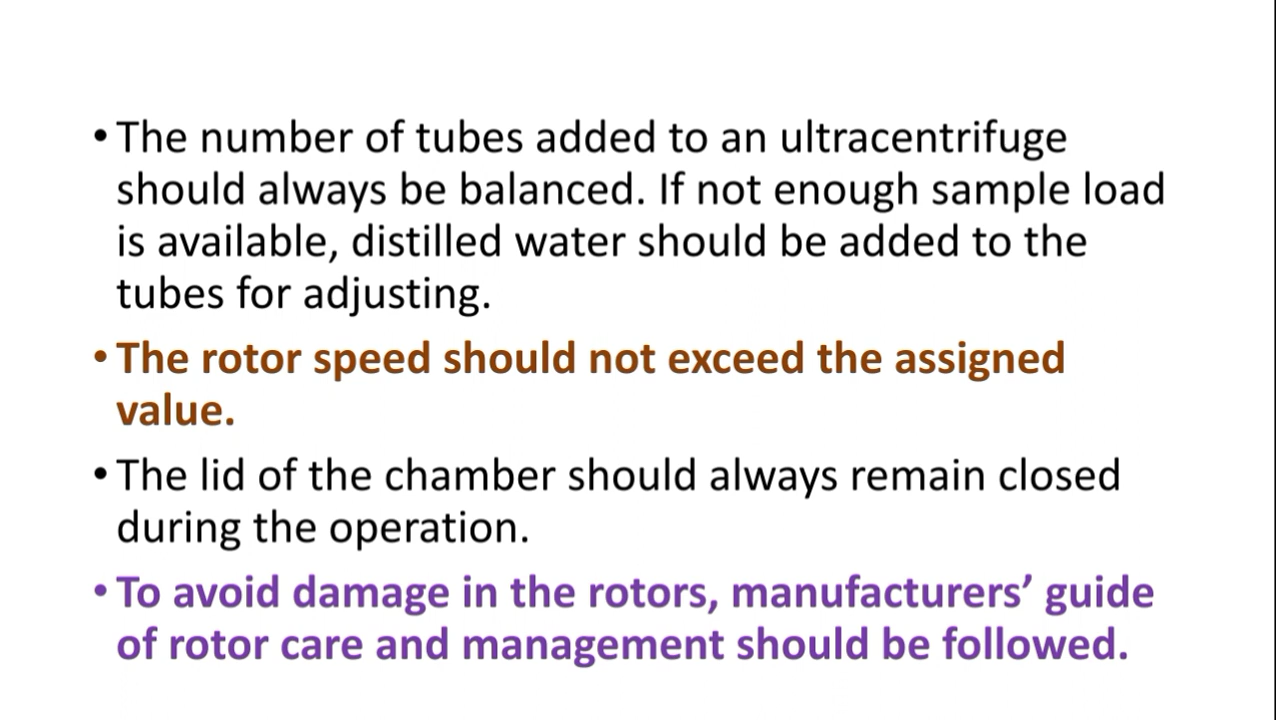 • The number of tubes added to an ultracentrifuge
should always be balanced. If not enough sample load
is available, distilled water should be added to the
tubes for adjusting.
• The rotor speed should not exceed the assigned
value.
• The lid of the chamber should always remain closed
during the operation.
• To avoid damage in the rotors, manufacturers’ guide
of rotor care and management should be followed.